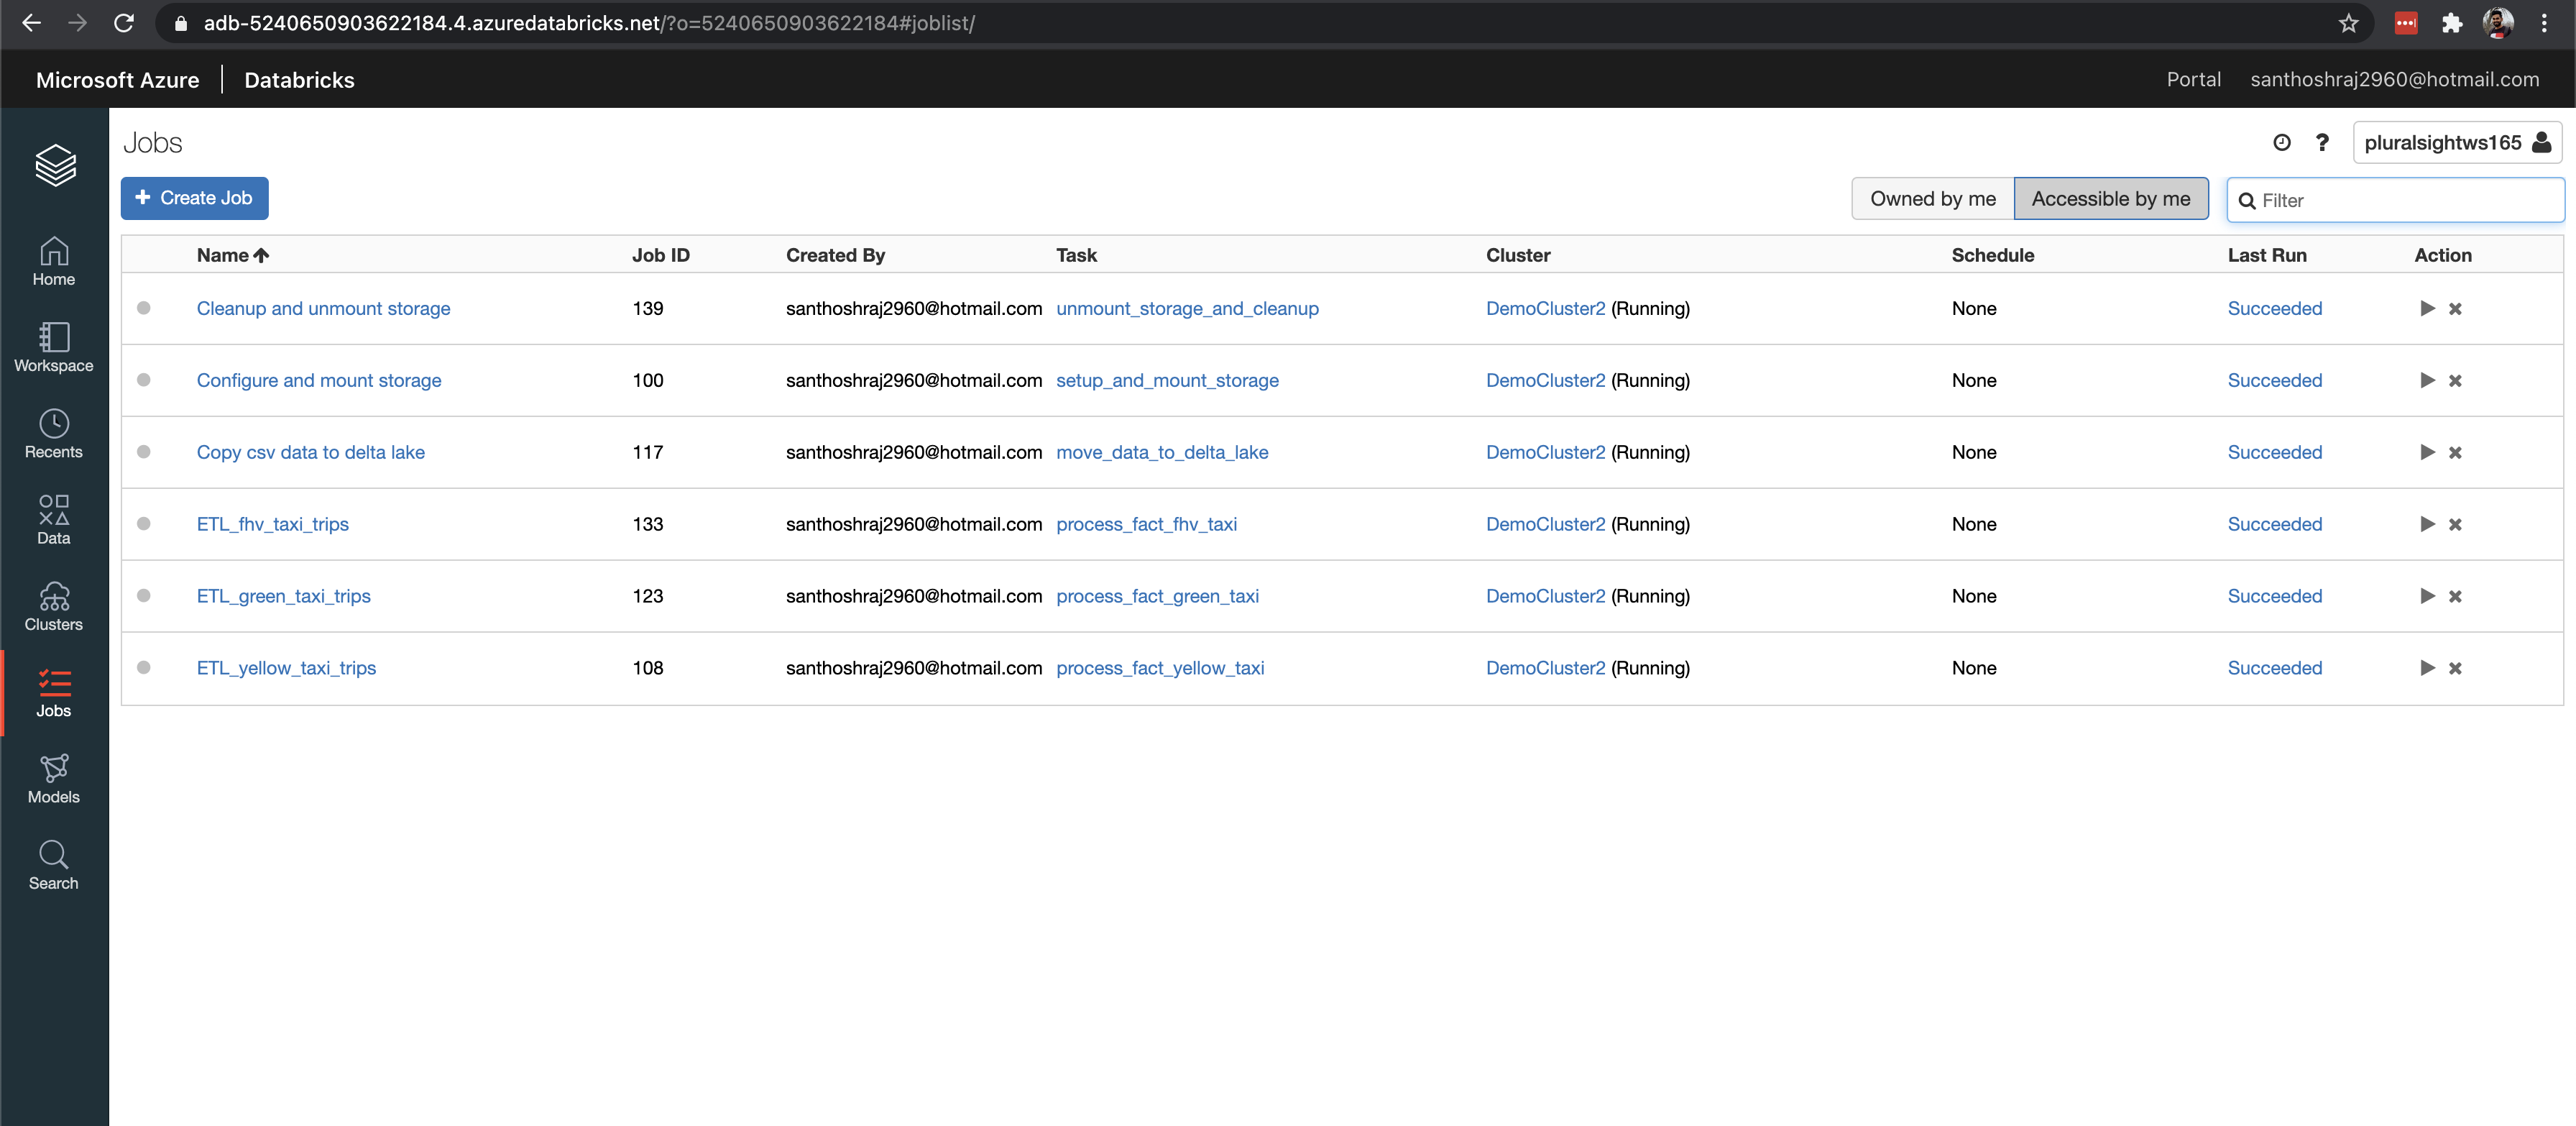 adb-5240650903622184.4.azuredatabricks.net/?o=5240650903622184#joblist/
Microsoft Azure | Databricks Portal santhoshraj2960@hotmail.com
Jobs ? pluralsightws165
+ Create Job Owned by me Accessible by me Filter
Name Job ID Created By Task Cluster Schedule Last Run Action
Cleanup and unmount storage 139 santhoshraj2960@hotmail.com unmount_storage_and_cleanup DemoCluster2 (Running) None Succeeded
Configure and mount storage 100 santhoshraj2960@hotmail.com setup_and_mount_storage DemoCluster2 (Running) None Succeeded
Copy csv data to delta lake 117 santhoshraj2960@hotmail.com move_data_to_delta_lake DemoCluster2 (Running) None Succeeded
ETL_fhv_taxi_trips 133 santhoshraj2960@hotmail.com process_fact_fhv_taxi DemoCluster2 (Running) None Succeeded
ETL_green_taxi_trips 123 santhoshraj2960@hotmail.com process_fact_green_taxi DemoCluster2 (Running) None Succeeded
ETL_yellow_taxi_trips 108 santhoshraj2960@hotmail.com process_fact_yellow_taxi DemoCluster2 (Running) None Succeeded
Home
Workspace
Recents
Data
Clusters
Jobs
Models
Search